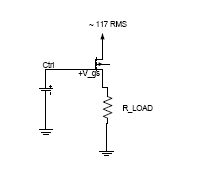 ~ 117 RMS
Ctrl
+V_gs
R_LOAD